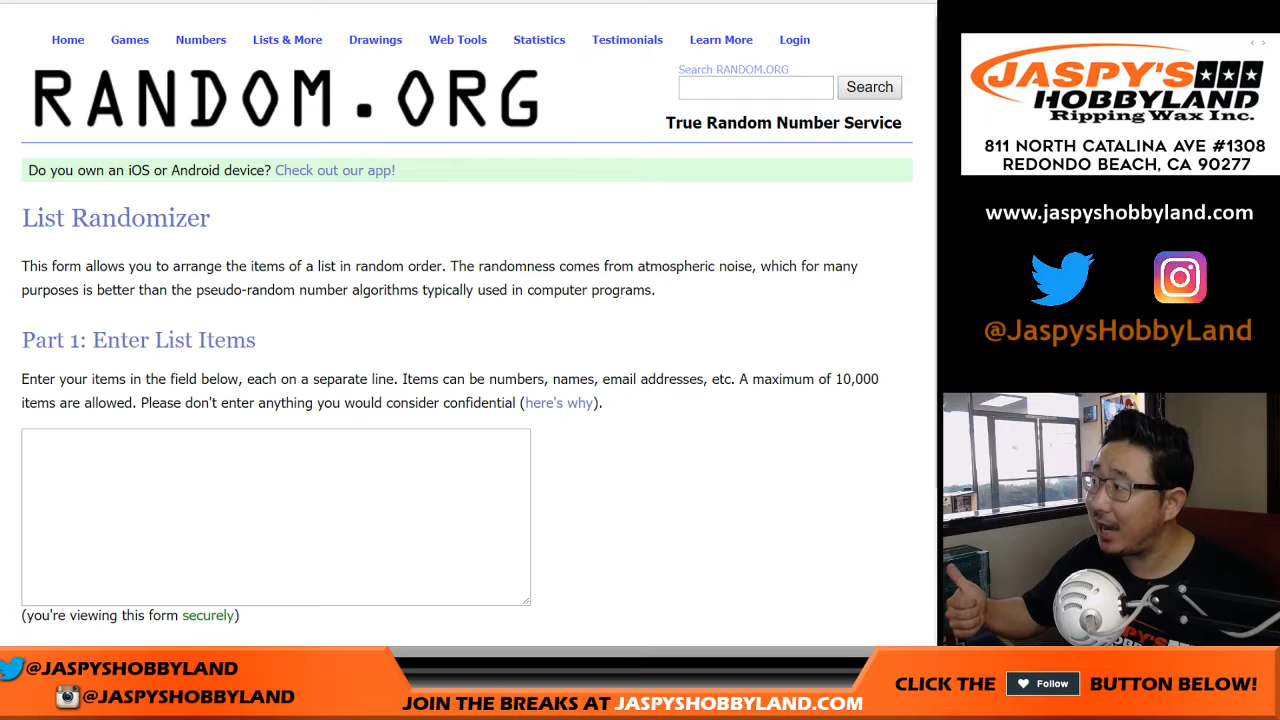 Home Games Numbers Lists & More Drawings Web Tools Statistics Testimonials Learn More Login
RANDOM.ORG
Search RANDOM.ORG
Search
True Random Number Service
Do you own an iOS or Android device? Check out our app!
List Randomizer
This form allows you to arrange the items of a list in random order. The randomness comes from atmospheric noise, which for many
purposes is better than the pseudo-random number algorithms typically used in computer programs.
Part 1: Enter List Items
Enter your items in the field below, each on a separate line. Items can be numbers, names, email addresses, etc. A maximum of 10,000
items are allowed. Please don't enter anything you would consider confidential (here's why).
(you're viewing this form securely)
JASPY'S
HOBBYLAND
Ripping Wax Inc.
811 NORTH CATALINA AVE #1308
REDONDO BEACH, CA 90277
www.jaspyshobbyland.com
@JaspysHobbyLand
@JASPYSHOBBYLAND
@JASPYSHOBBYLAND
JOIN THE BREAKS AT JASPYSHOBBYLAND.COM
CLICK THE Follow BUTTON BELOW!